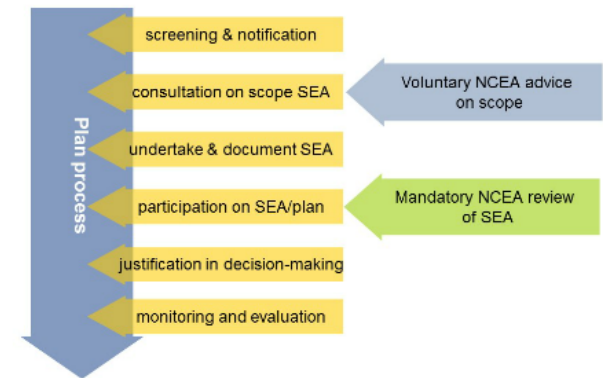 screening & notification
consultation on scope SEA
Voluntary NCEA advice
on scope
undertake & document SEA
Plan process
participation on SEA/plan
Mandatory NCEA review
of SEA
justification in decision-making
monitoring and evaluation